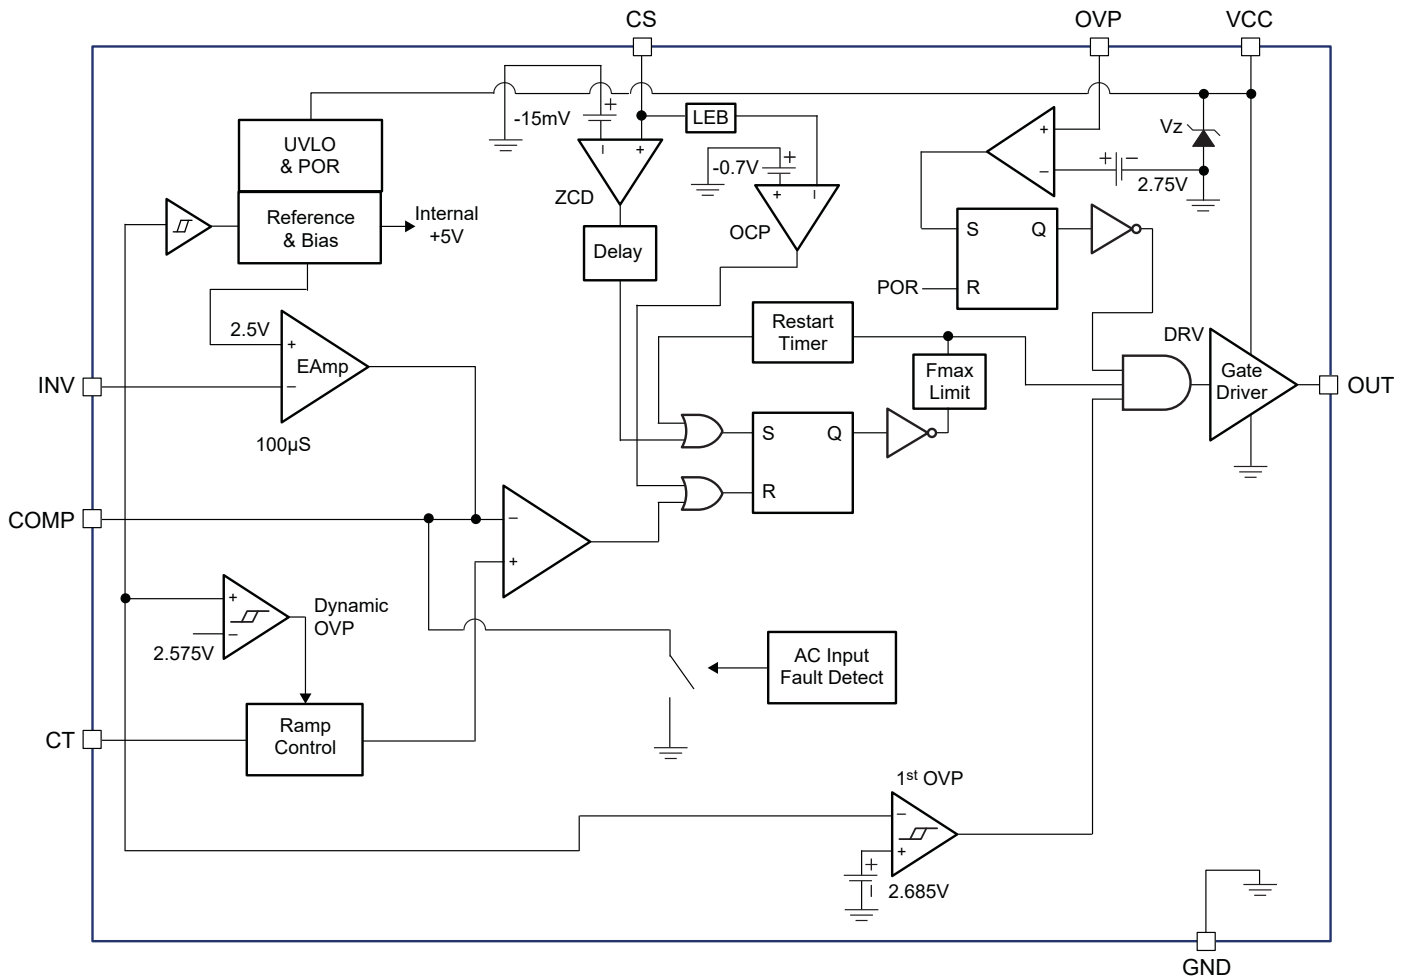 CS
OVP
VCC
-15mV
+
LEB
UVLO
& POR
Reference
& Bias
Internal
+5V
ZCD
Delay
-0.7V
+
+
OCP
+
−
+ −
2.75V
Vz
S
Q
R
POR
Restart
Timer
Fmax
Limit
DRV
Gate
Driver
OUT
2.5V
+
−
EAmp
100µS
INV
S
Q
R
COMP
−
+
+
−
2.575V
Dynamic
OVP
Ramp
Control
CT
AC Input
Fault Detect
1st OVP
−
+
+
2.685V
GND